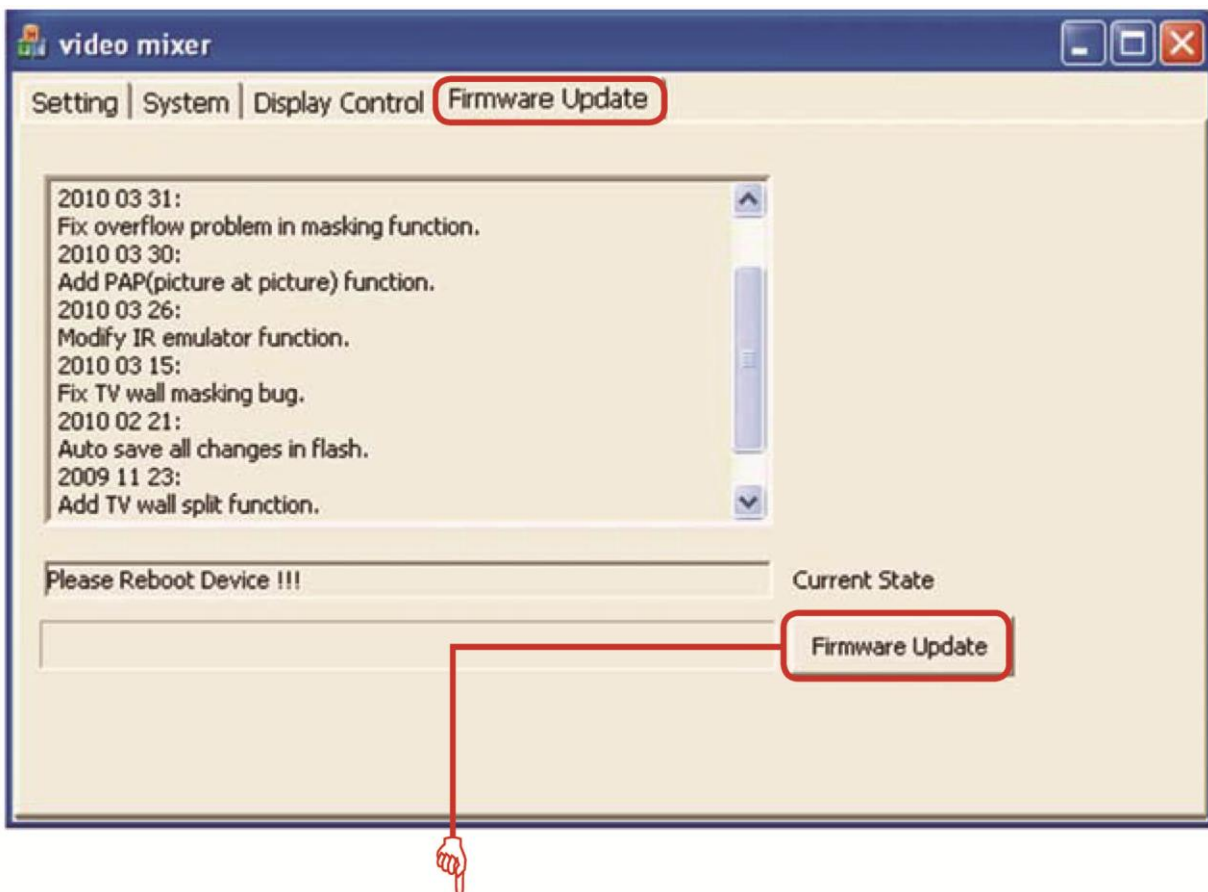 video mixer
Setting System Display Control Firmware Update
2010 03 31:
Fix overflow problem in masking function.
2010 03 30:
Add PAP(picture at picture) function.
2010 03 26:
Modify IR emulator function.
2010 03 15:
Fix TV wall masking bug.
2010 02 21:
Auto save all changes in flash.
2009 11 23:
Add TV wall split function.
Please Reboot Device !!!
Current State
Firmware Update